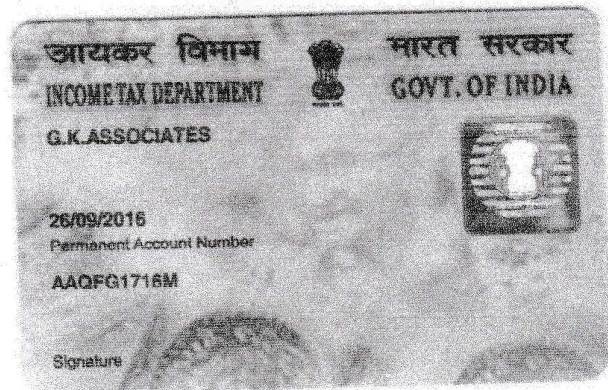 आयकर विभाग
भारत सरकार
INCOME TAX DEPARTMENT
GOVT. OF INDIA
G.K.ASSOCIATES
26/09/2016
Permanent Account Number
AAQFG1716M
Signature